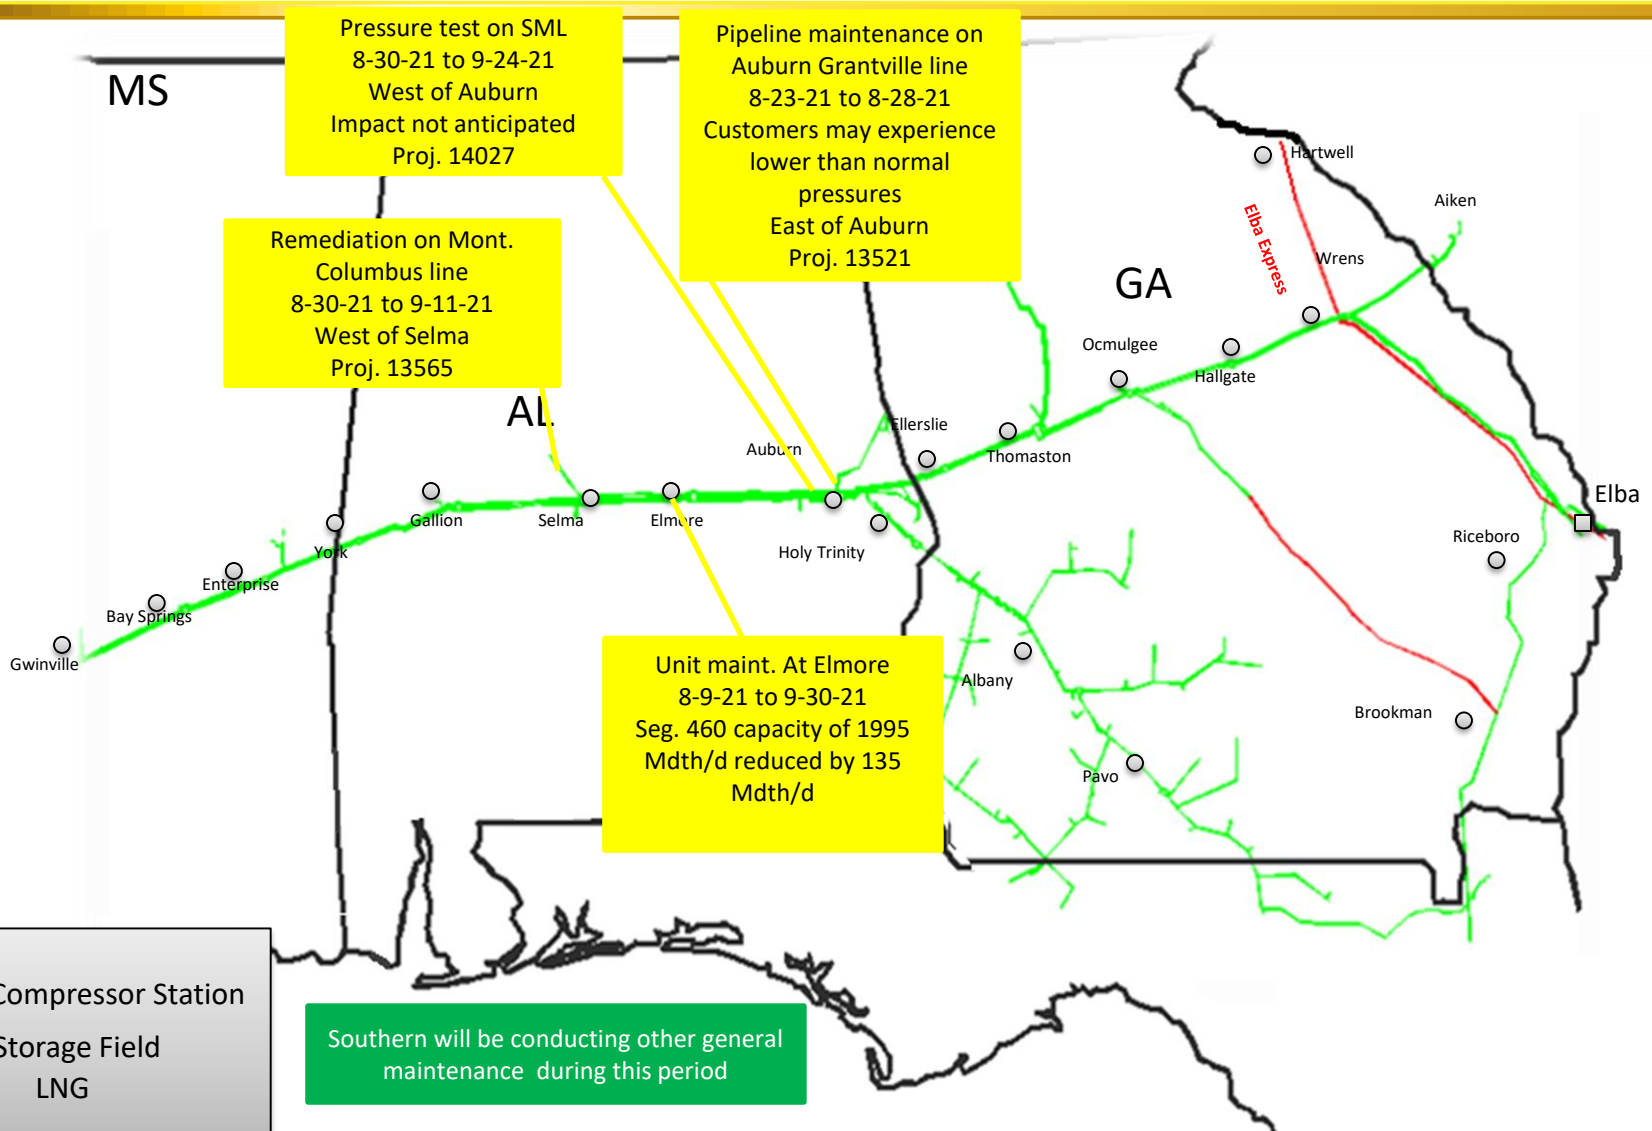 Pressure test on SML
8-30-21 to 9-24-21
West of Auburn
Impact not anticipated
Proj. 14027
Pipeline maintenance on
Auburn Grantville line
8-23-21 to 8-28-21
Customers may experience
lower than normal
pressures
East of Auburn
Proj. 13521
MS
Remediation on Mont.
Columbus line
8-30-21 to 9-11-21
West of Selma
Proj. 13565
Hartwell
Aiken
Elba Express
Wrens
GA
Ocmulgee
Hallgate
AL
Ellerslie
Auburn
Thomaston
Elba
Gallion
Selma
Elmore
Riceboro
York
Holy Trinity
Enterprise
Bay Springs
Gwinville
Unit maint. At Elmore
8-9-21 to 9-30-21
Seg. 460 capacity of 1995
Mdth/d reduced by 135
Mdth/d
Albany
Brookman
Pavo
Compressor Station
Storage Field
LNG
Southern will be conducting other general
maintenance during this period